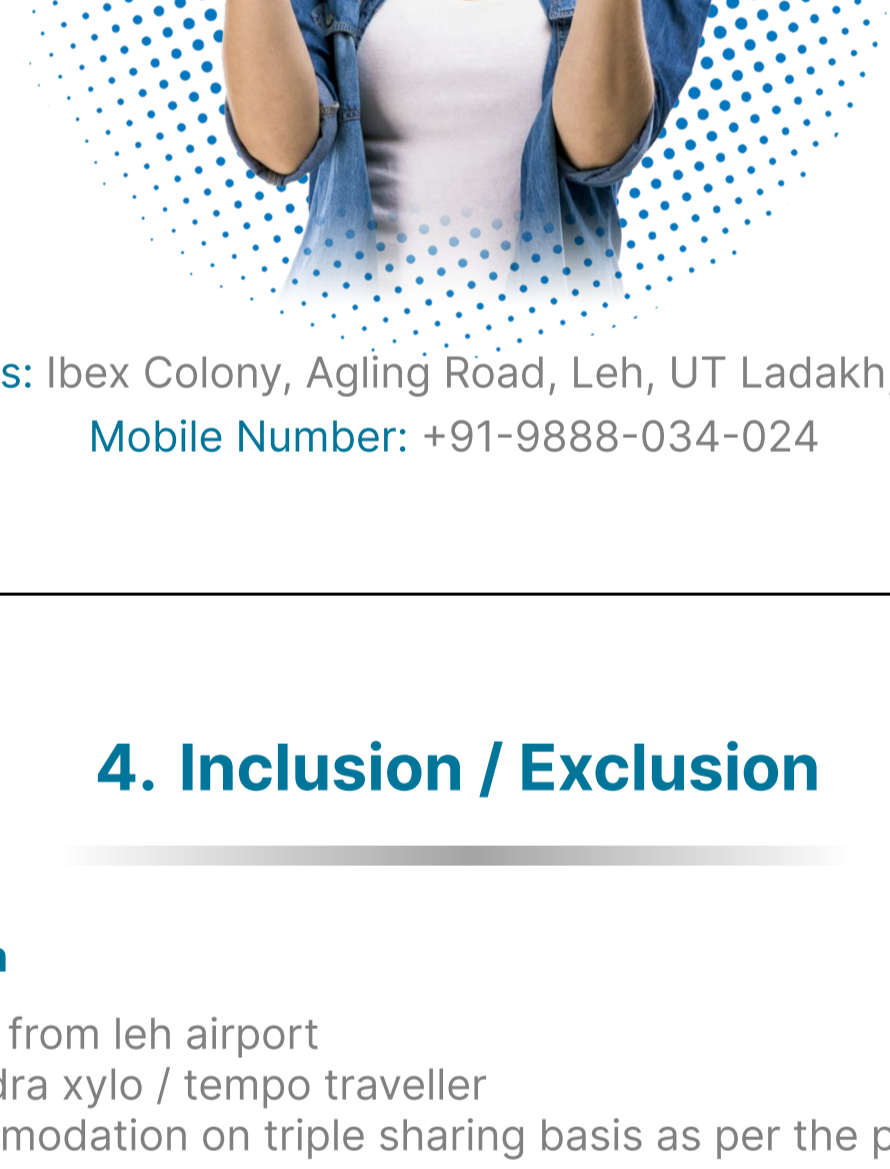 s: Ibex Colony, Agling Road, Leh, UT Ladakh,
Mobile Number: +91-9888-034-024
4. Inclusion / Exclusion
from leh airport
dra xylo / tempo traveller
modation on triple sharing basis as per the p